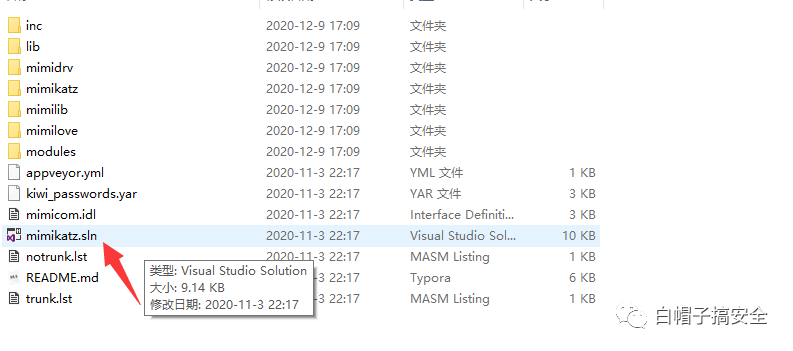 inc 2020-12-9 17:09 文件夹
lib 2020-12-9 17:09 文件夹
mimidrv 2020-12-9 17:09 文件夹
mimikatz 2020-12-9 17:09 文件夹
mimilib 2020-12-9 17:09 文件夹
mimilove 2020-12-9 17:09 文件夹
modules 2020-12-9 17:09 文件夹
appveyor.yml 2020-11-3 22:17 YML 文件 1 KB
kiwi_passwords.yar 2020-11-3 22:17 YAR 文件 3 KB
mimicom.idl 2020-11-3 22:17 Interface Definiti... 3 KB
mimikatz.sln 2020-11-3 22:17 Visual Studio Sol... 10 KB
notrunk.lst 2020-11-3 22:17 MASM Listing 1 KB
README.md 2020-11-3 22:17 Typora 6 KB
trunk.lst 2020-11-3 22:17 MASM Listing 1 KB
类型: Visual Studio Solution
大小: 9.14 KB
修改日期: 2020-11-3 22:17
白帽子搞安全